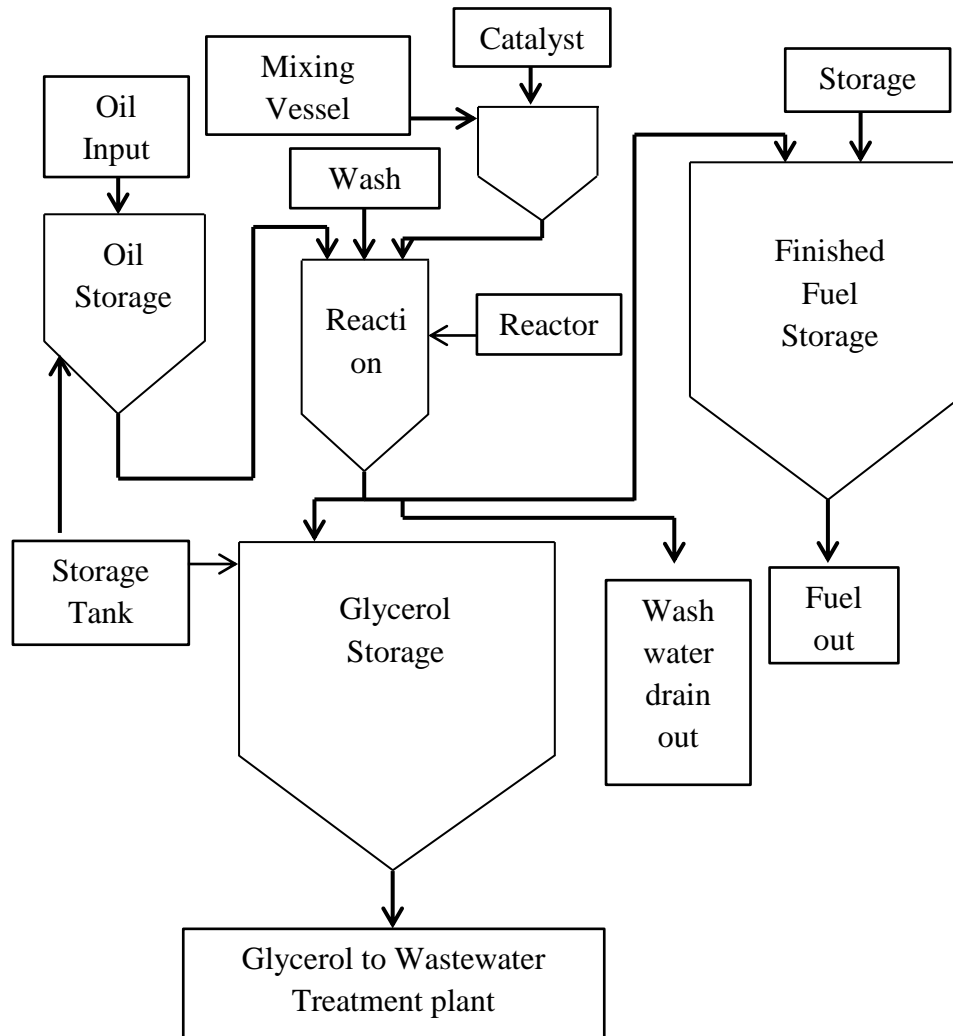 Catalyst
Mixing
Vessel
Storage
Oil
Input
Wash
Oil
Storage
Finished
Fuel
Storage
Reacti
on
Reactor
Storage
Tank
Glycerol
Storage
Wash
water
drain
out
Fuel
out
Glycerol to Wastewater
Treatment plant